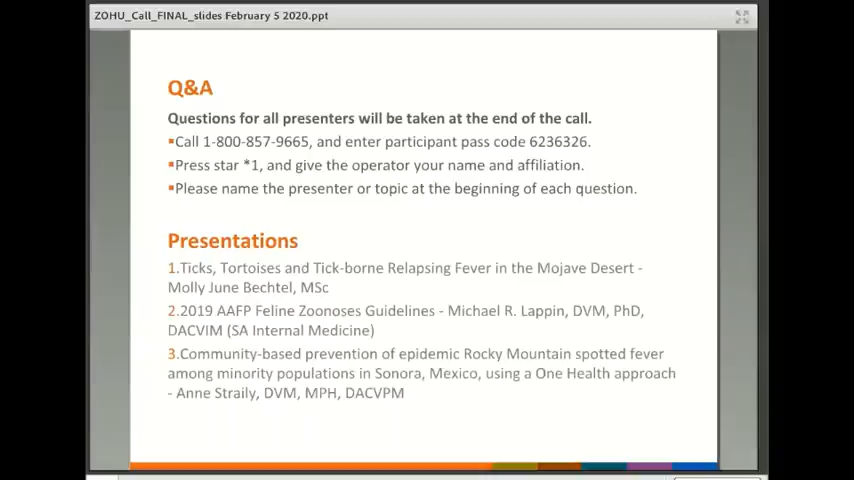 ZOHU_Call_FINAL_slides February 5 2020.ppt
Q&A
Questions for all presenters will be taken at the end of the call.
▪Call 1-800-857-9665, and enter participant pass code 6236326.
▪Press star *1, and give the operator your name and affiliation.
▪Please name the presenter or topic at the beginning of each question.
Presentations
1.Ticks, Tortoises and Tick-borne Relapsing Fever in the Mojave Desert -
Molly June Bechtel, MSc
2.2019 AAFP Feline Zoonoses Guidelines - Michael R. Lappin, DVM, PhD,
DACVIM (SA Internal Medicine)
3.Community-based prevention of epidemic Rocky Mountain spotted fever
among minority populations in Sonora, Mexico, using a One Health approach
- Anne Straily, DVM, MPH, DACVPM